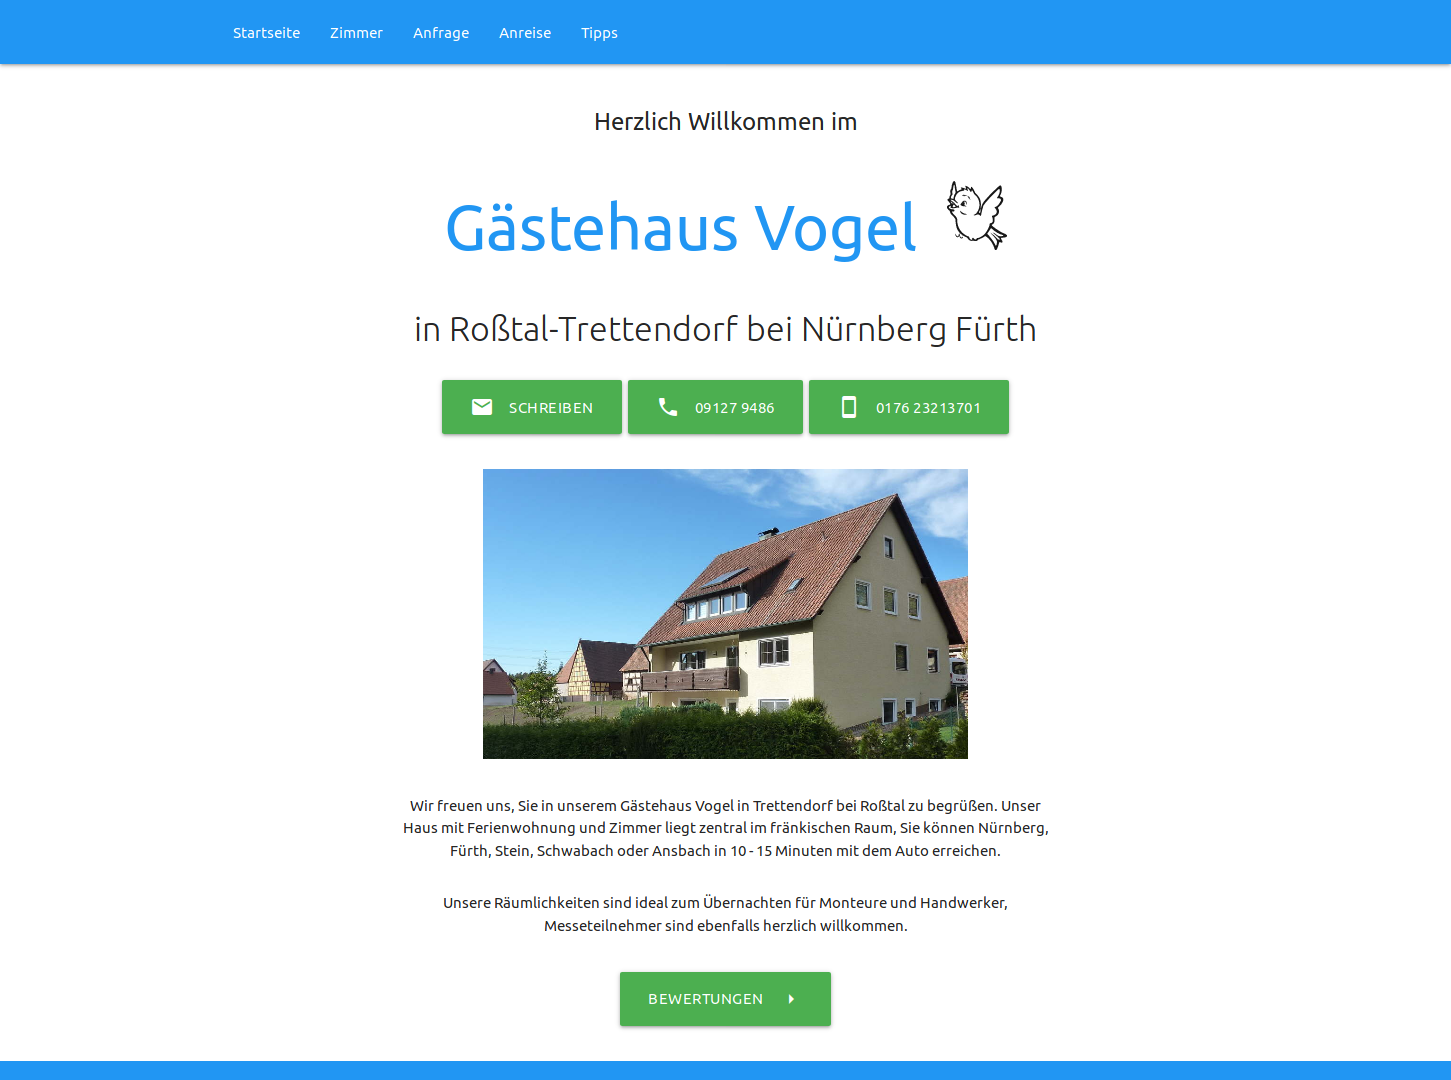 Startseite Zimmer Anfrage Anreise Tipps
Herzlich Willkommen im
Gästehaus Vogel
in Roßtal-Trettendorf bei Nürnberg Fürth
SCHREIBEN 09127 9486 0176 23213701
Wir freuen uns, Sie in unserem Gästehaus Vogel in Trettendorf bei Roßtal zu begrüßen. Unser
Haus mit Ferienwohnung und Zimmer liegt zentral im fränkischen Raum, Sie können Nürnberg,
Fürth, Stein, Schwabach oder Ansbach in 10 - 15 Minuten mit dem Auto erreichen.
Unsere Räumlichkeiten sind ideal zum Übernachten für Monteure und Handwerker,
Messeteilnehmer sind ebenfalls herzlich willkommen.
BEWERTUNGEN